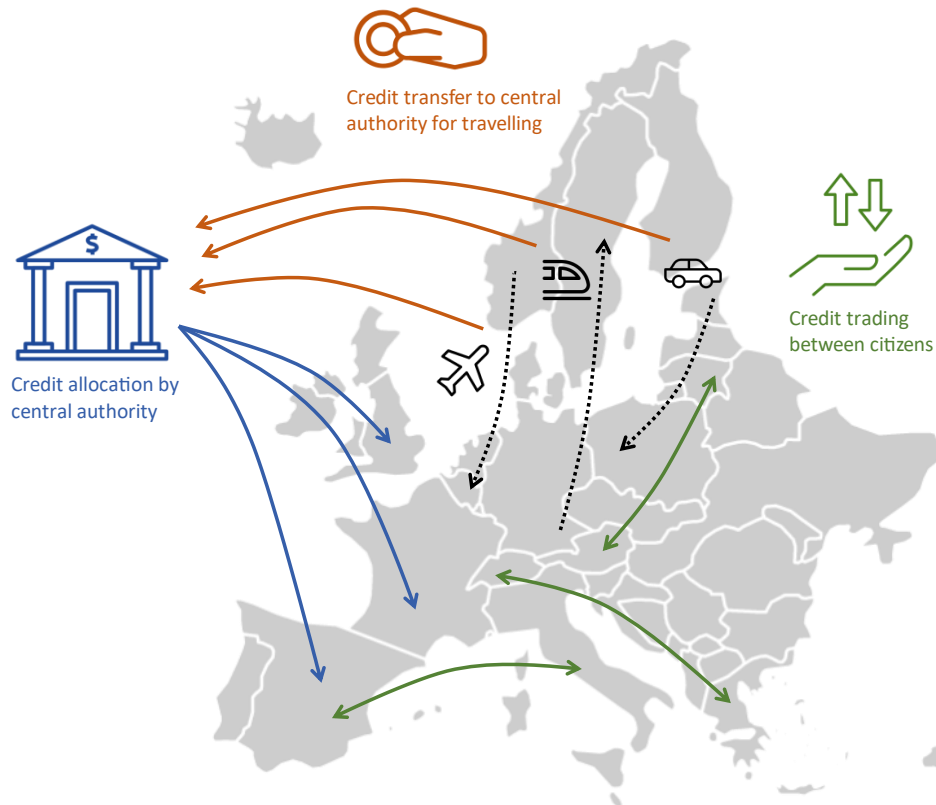 Credit transfer to central
authority for travelling
$
Credit trading
between citizens
Credit allocation by
central authority